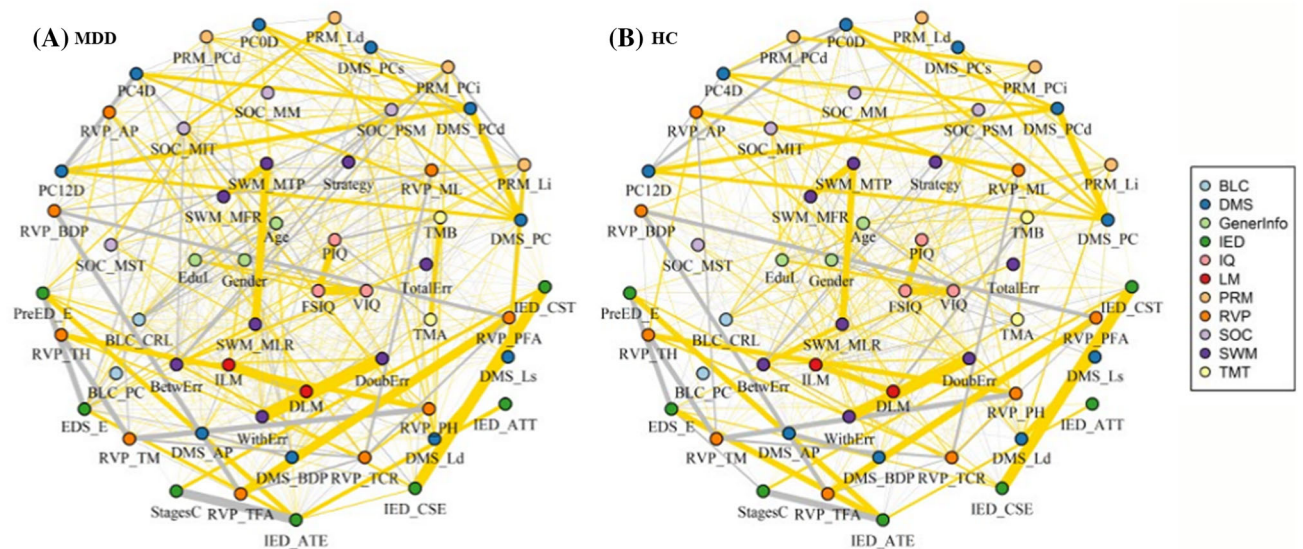 (A) MDD
PRM_Ld
PC0D
PRM_PCd
DMS_PCs
PRM_PCi
PC4D
SOC_MM
SOC_PSM
DMS_PCd
RVP_AP
SOC_MIT
PC12D
SWM_MTP
Strategy
RVP_ML
PRM_Li
RVP_BDP
SWM_MFR
Age
TMB
DMS_PC
SOC_MST
PIQ
EduL
Gender
TotalErr
FSIQ
VIQ
IED_CST
PreED_E
BLC_CRL
SWM_MLR
TMA
RVP_PFA
RVP_TH
BLC_PC
BetwErr
ILM
DoubErr
DMS_Ls
DLM
EDS_E
WithErr
RVP_PH
IED_ATT
RVP_TM
DMS_AP
DMS_BDP
RVP_TCR
DMS_Ld
StagesC
RVP_TFA
IED_CSE
IED_ATE
(B) HC
PRM_Ld
PC0D
PRM_PCd
DMS_PCs
PRM_PCi
PC4D
SOC_MM
SOC_PSM
DMS_PCd
RVP_AP
SOC_MIT
PC12D
SWM_MTP
Strategy
RVP_ML
PRM_Li
RVP_BDP
SWM_MFR
Age
TMB
DMS_PC
SOC_MST
PIQ
EduL
Gender
TotalErr
FSIQ
VIQ
IED_CST
PreED_E
BLC_CRL
SWM_MLR
TMA
RVP_PFA
RVP_TH
BLC_PC
BetwErr
ILM
DoubErr
DMS_Ls
DLM
EDS_E
WithErr
RVP_PH
IED_ATT
RVP_TM
DMS_AP
DMS_BDP
RVP_TCR
DMS_Ld
StagesC
RVP_TFA
IED_CSE
IED_ATE
BLC
DMS
GenerInfo
IED
IQ
LM
PRM
RVP
SOC
SWM
TMT